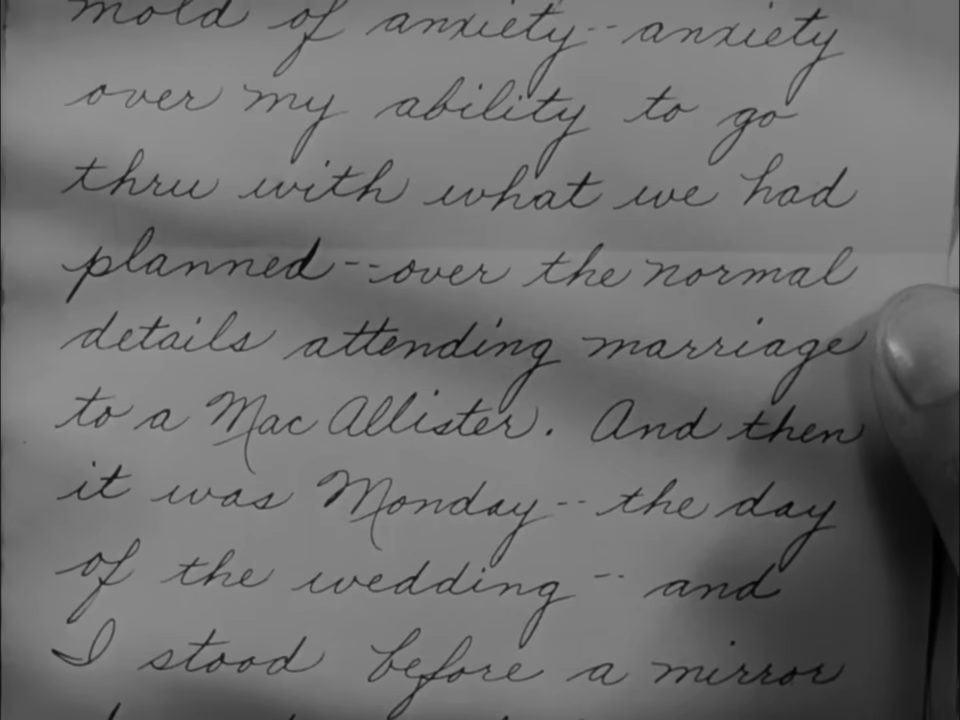 mold of anxiety--anxiety
over my ability to go
thru with what we had
planned--over the normal
details attending marriage
to a MacAllister. And then
it was Monday--the day
of the wedding--and
I stood before a mirror